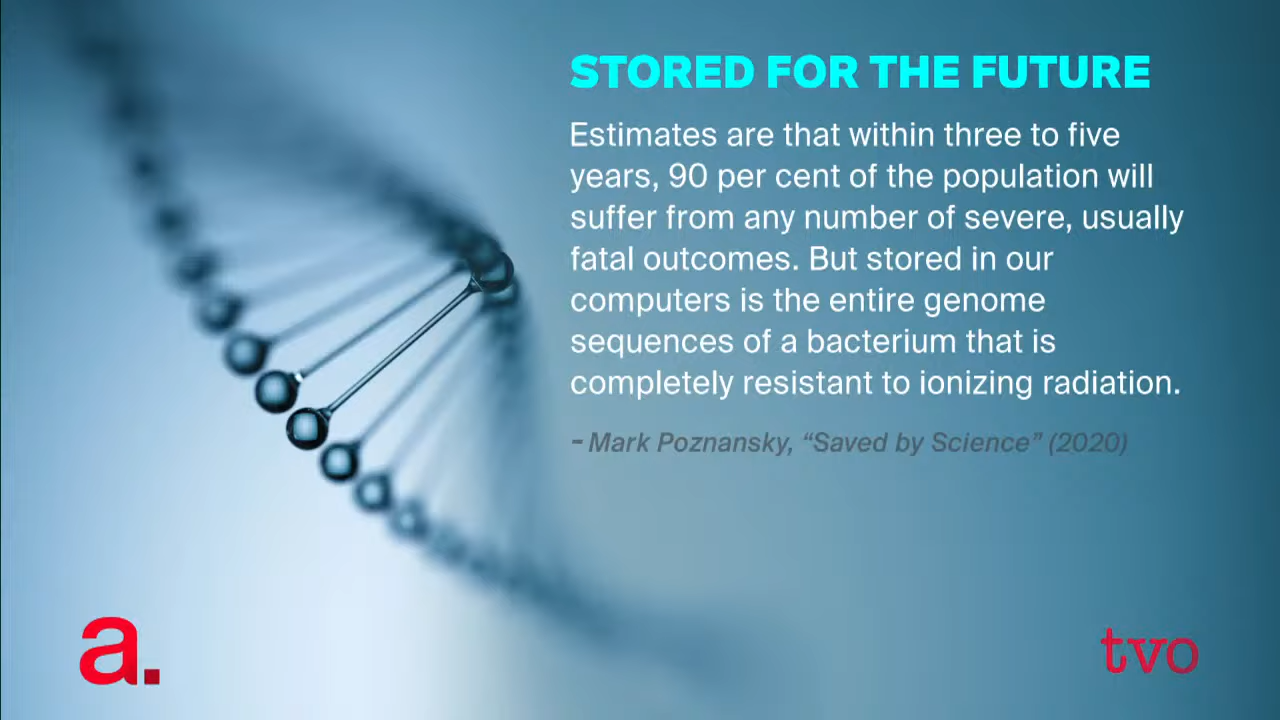 STORED FOR THE FUTURE
Estimates are that within three to five
years, 90 per cent of the population will
suffer from any number of severe, usually
fatal outcomes. But stored in our
computers is the entire genome
sequences of a bacterium that is
completely resistant to ionizing radiation.
– Mark Poznansky, “Saved by Science” (2020)
a.
tvo